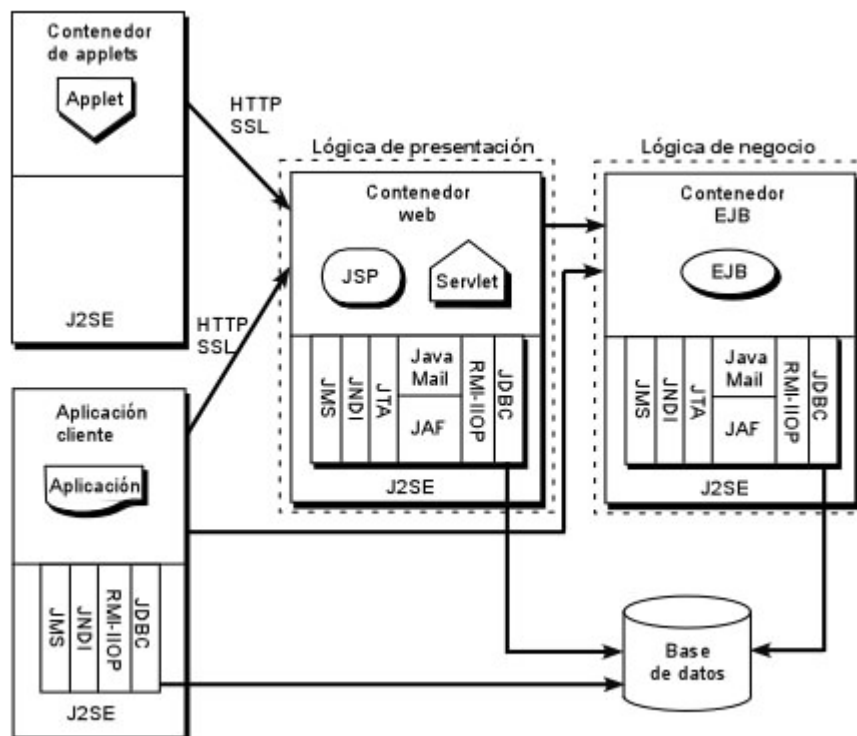 Contenedor
de applets
Applet
J2SE
HTTP
SSL
HTTP
SSL
Aplicación
cliente
Aplicación
JMS
JNDI
RMI-IIOP
JDBC
J2SE
Lógica de presentación
Contenedor
web
JSP
Servlet
JMS
JNDI
JTA
Java
Mail
JAF
RMI-IIOP
JDBC
J2SE
Lógica de negocio
Contenedor
EJB
EJB
JMS
JNDI
JTA
Java
Mail
JAF
RMI-IIOP
JDBC
J2SE
Base
de datos